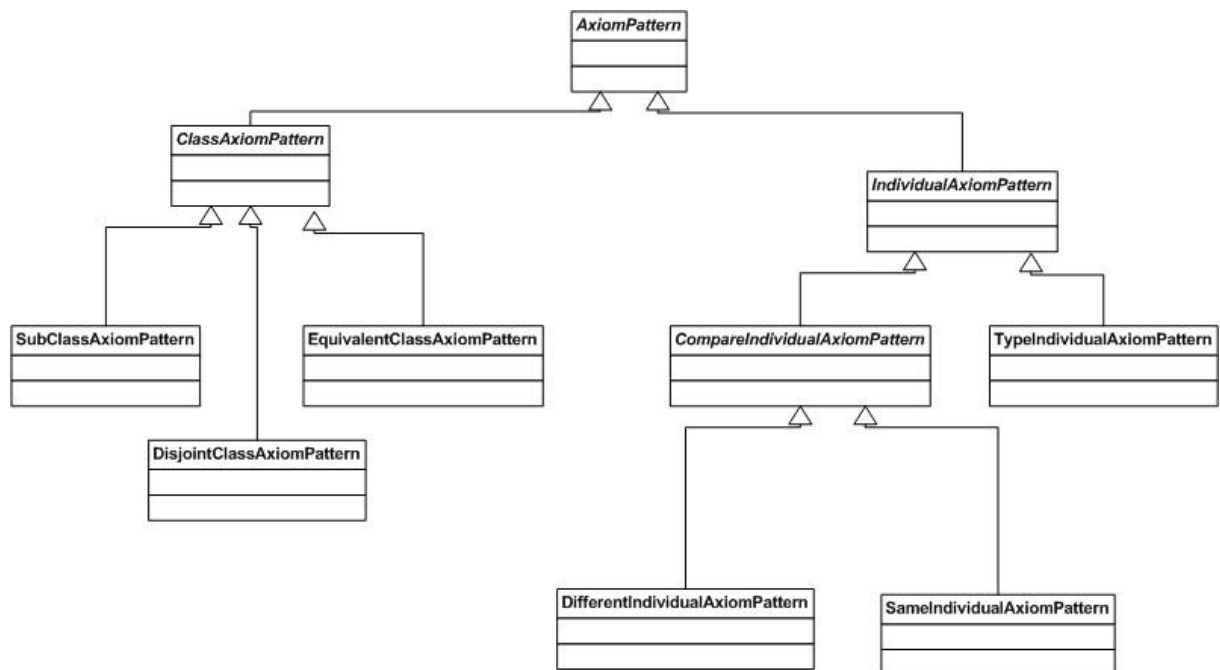 AxiomPattern
ClassAxiomPattern
IndividualAxiomPattern
SubClassAxiomPattern
EquivalentClassAxiomPattern
CompareIndividualAxiomPattern
TypeIndividualAxiomPattern
DisjointClassAxiomPattern
DifferentIndividualAxiomPattern
SameIndividualAxiomPattern